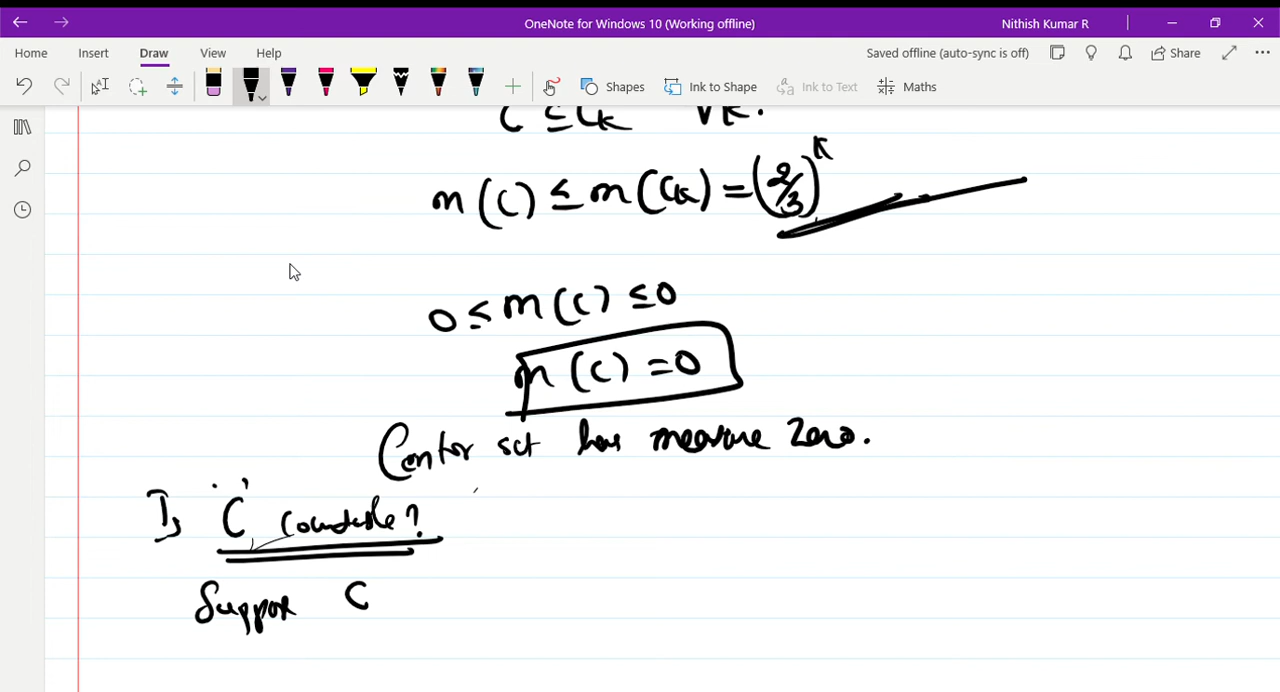 OneNote for Windows 10 (Working offline)
Nithish Kumar R
Home Insert Draw View Help
Saved offline (auto-sync is off)
Share
Shapes
Ink to Shape
Ink to Text
Maths
C ⊆ Ck ∀k.
m(C) ≤ m(Ck) = (2/3)^k
0 ≤ m(C) ≤ 0
m(C) = 0
Cantor set has measure Zero.
Is 'C' countable?
Suppose C